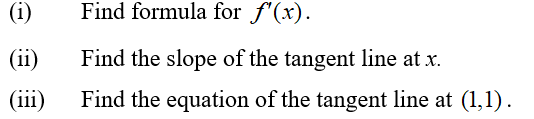 (i) Find formula for f'(x).
(ii) Find the slope of the tangent line at x.
(iii) Find the equation of the tangent line at (1,1).